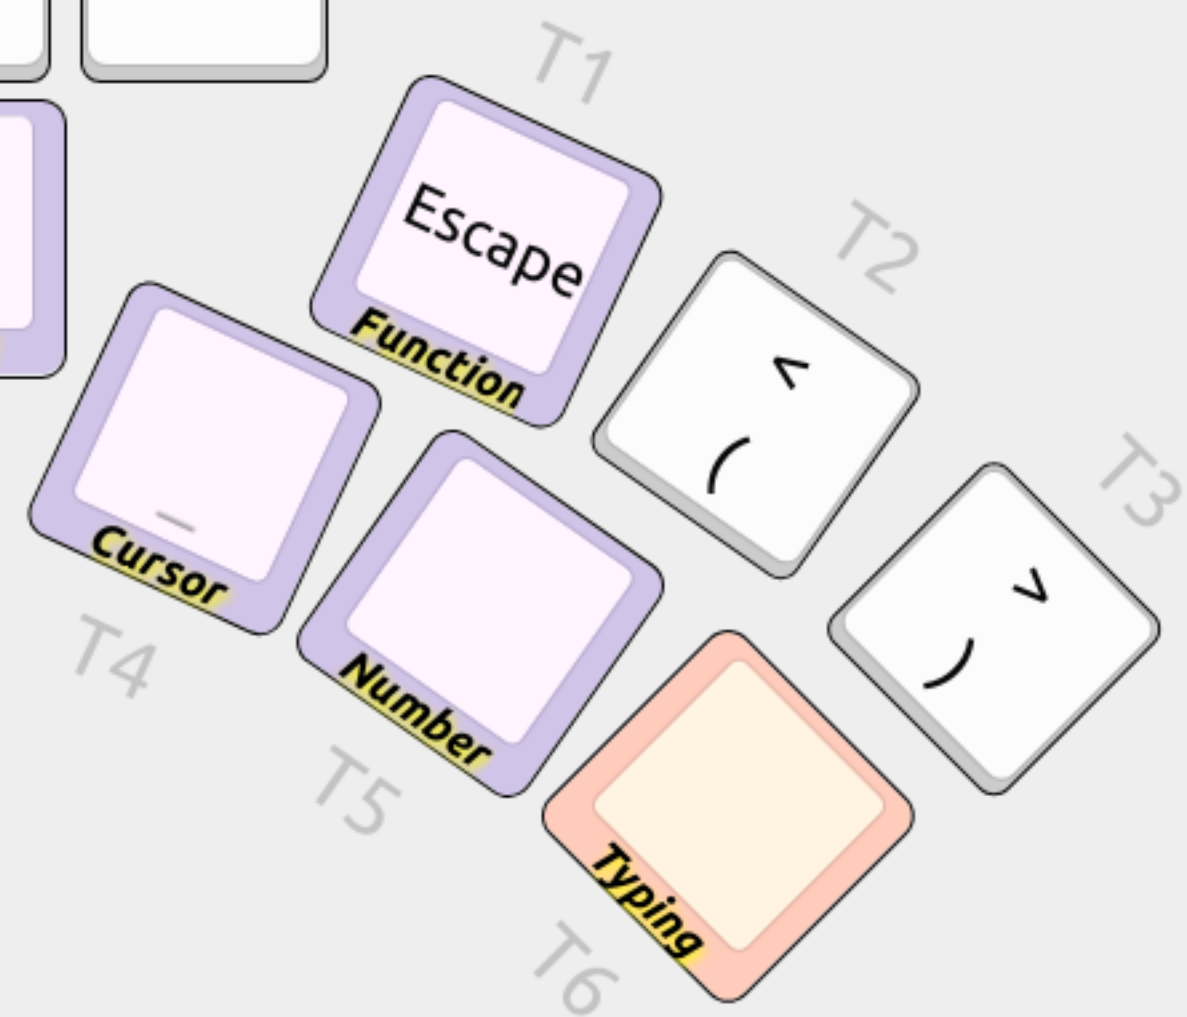 T1
Escape
Function
T2
<
(
T3
>
)
_
Cursor
T4
Number
T5
Typing
T6